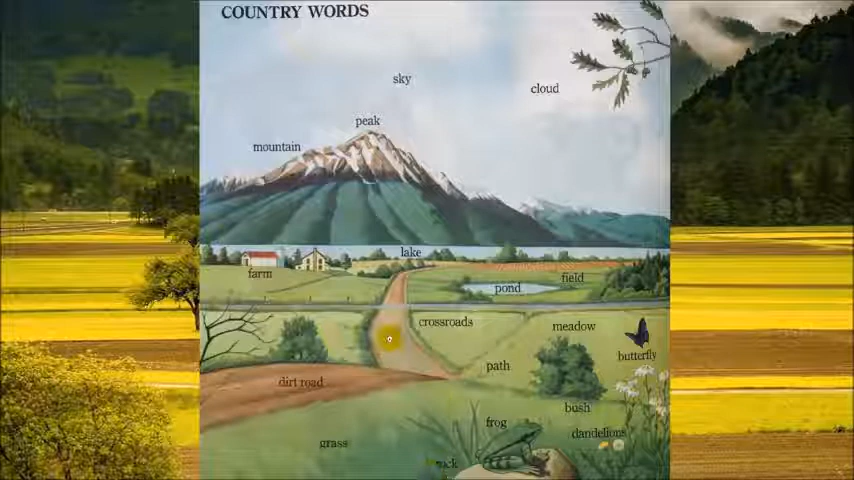 COUNTRY WORDS
sky
cloud
peak
mountain
lake
farm
field
pond
crossroads
meadow
butterfly
path
dirt road
bush
frog
dandelions
grass
rock